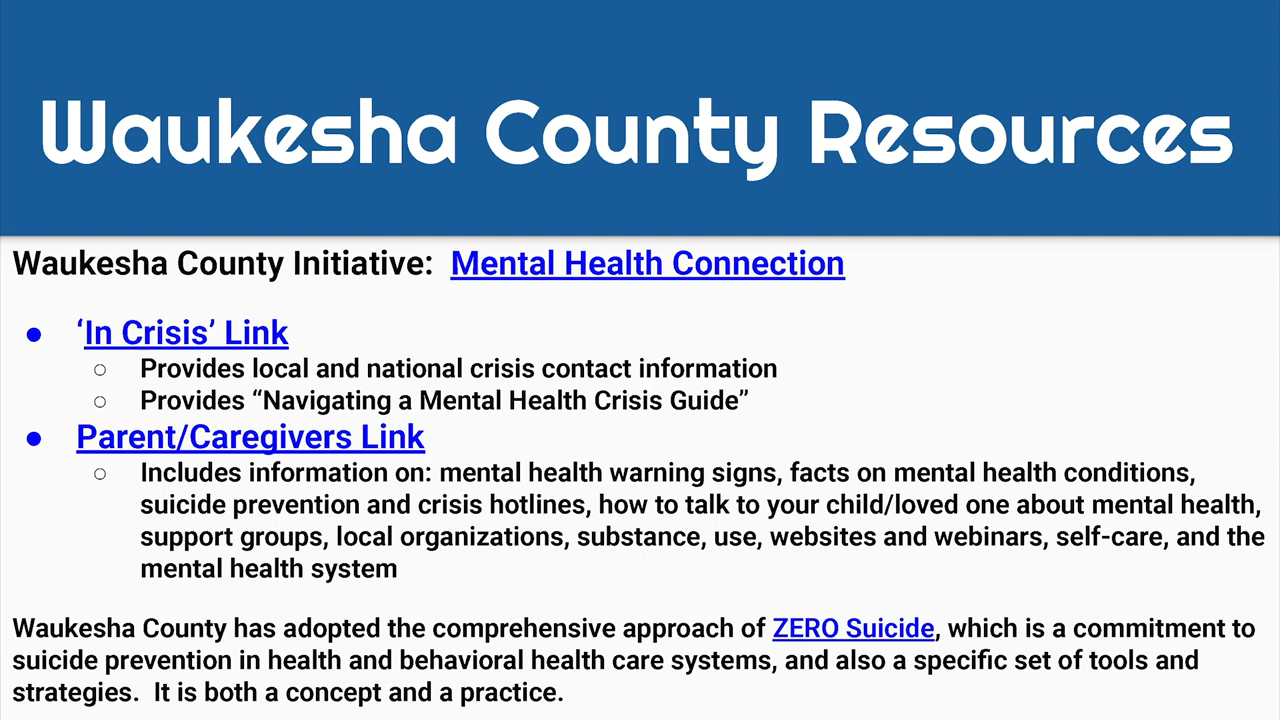 Waukesha County Resources
Waukesha County Initiative: Mental Health Connection
● ‘In Crisis’ Link
○ Provides local and national crisis contact information
○ Provides “Navigating a Mental Health Crisis Guide”
● Parent/Caregivers Link
○ Includes information on: mental health warning signs, facts on mental health conditions,
suicide prevention and crisis hotlines, how to talk to your child/loved one about mental health,
support groups, local organizations, substance, use, websites and webinars, self-care, and the
mental health system
Waukesha County has adopted the comprehensive approach of ZERO Suicide, which is a commitment to
suicide prevention in health and behavioral health care systems, and also a specific set of tools and
strategies. It is both a concept and a practice.